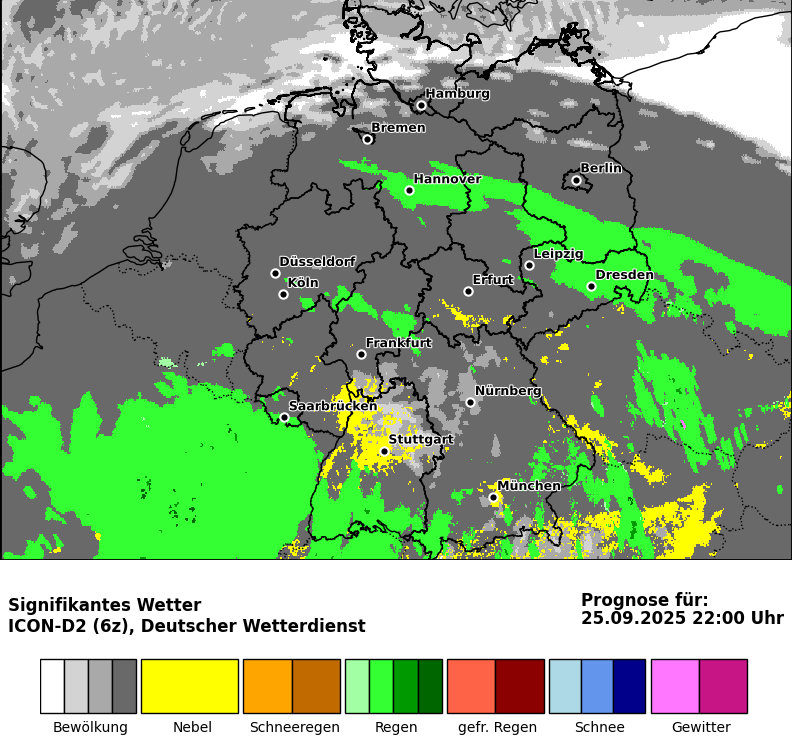 Hamburg
Bremen
Berlin
Hannover
Leipzig
Düsseldorf
Dresden
Erfurt
Köln
Frankfurt
Nürnberg
Saarbrücken
Stuttgart
München
Signifikantes Wetter
ICON-D2 (6z), Deutscher Wetterdienst
Prognose für:
25.09.2025 22:00 Uhr
Bewölkung Nebel Schneeregen Regen gefr. Regen Schnee Gewitter